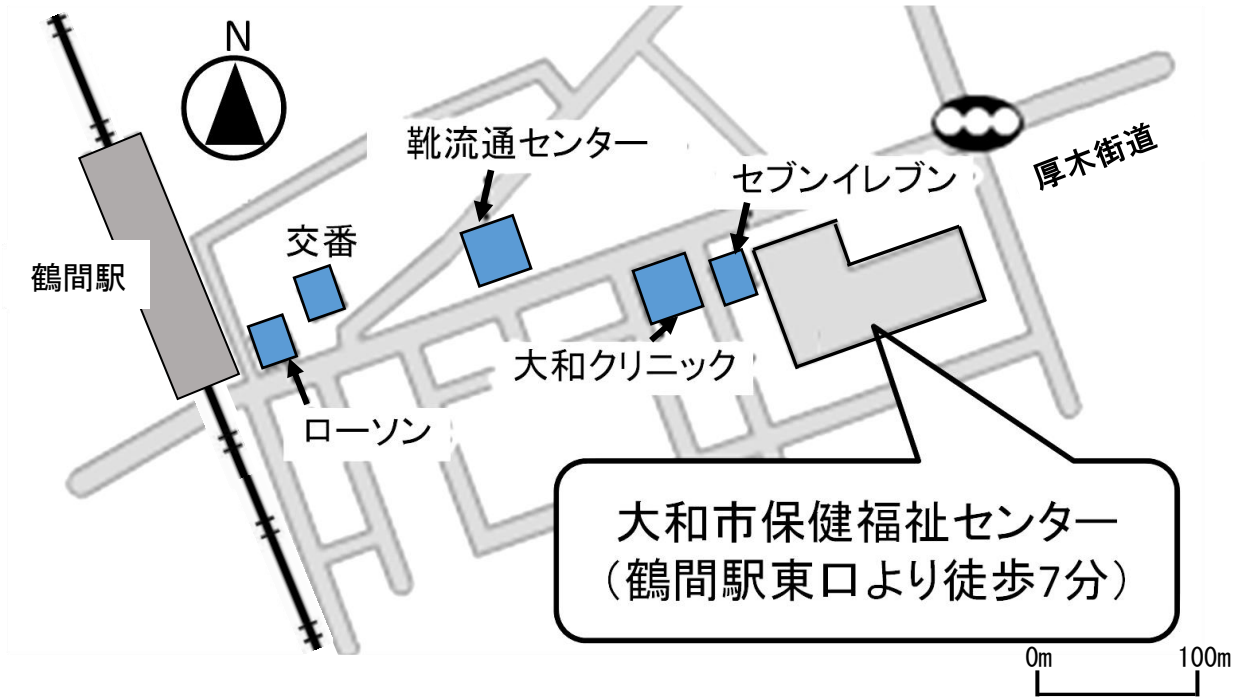 N
靴流通センター
厚木街道
セブンイレブン
交番
鶴間駅
大和クリニック
ローソン
大和市保健福祉センター
（鶴間駅東口より徒歩7分）
0m
100m